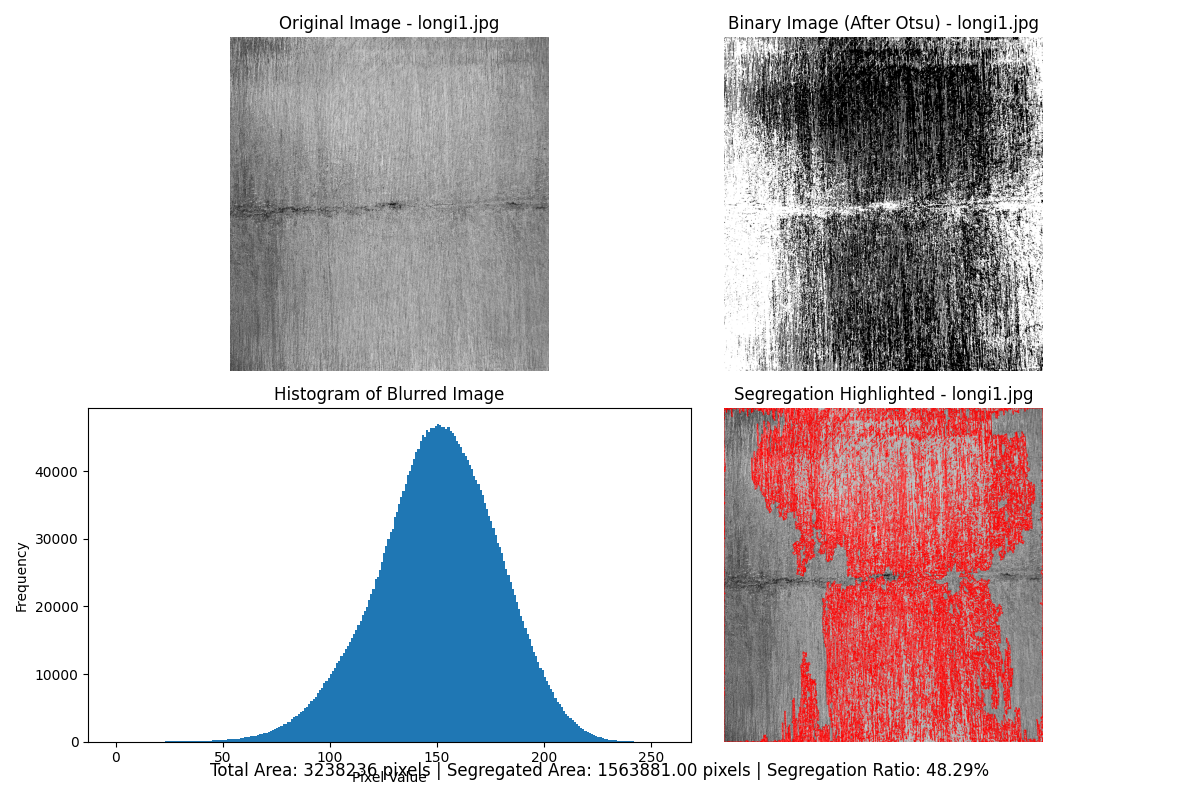 Original Image - longi1.jpg
Binary Image (After Otsu) - longi1.jpg
Histogram of Blurred Image
Segregation Highlighted - longi1.jpg
Frequency
40000
30000
20000
10000
0
0 50 100 150 200 250
Pixel Value
Total Area: 3238236 pixels | Segregated Area: 1563881.00 pixels | Segregation Ratio: 48.29%